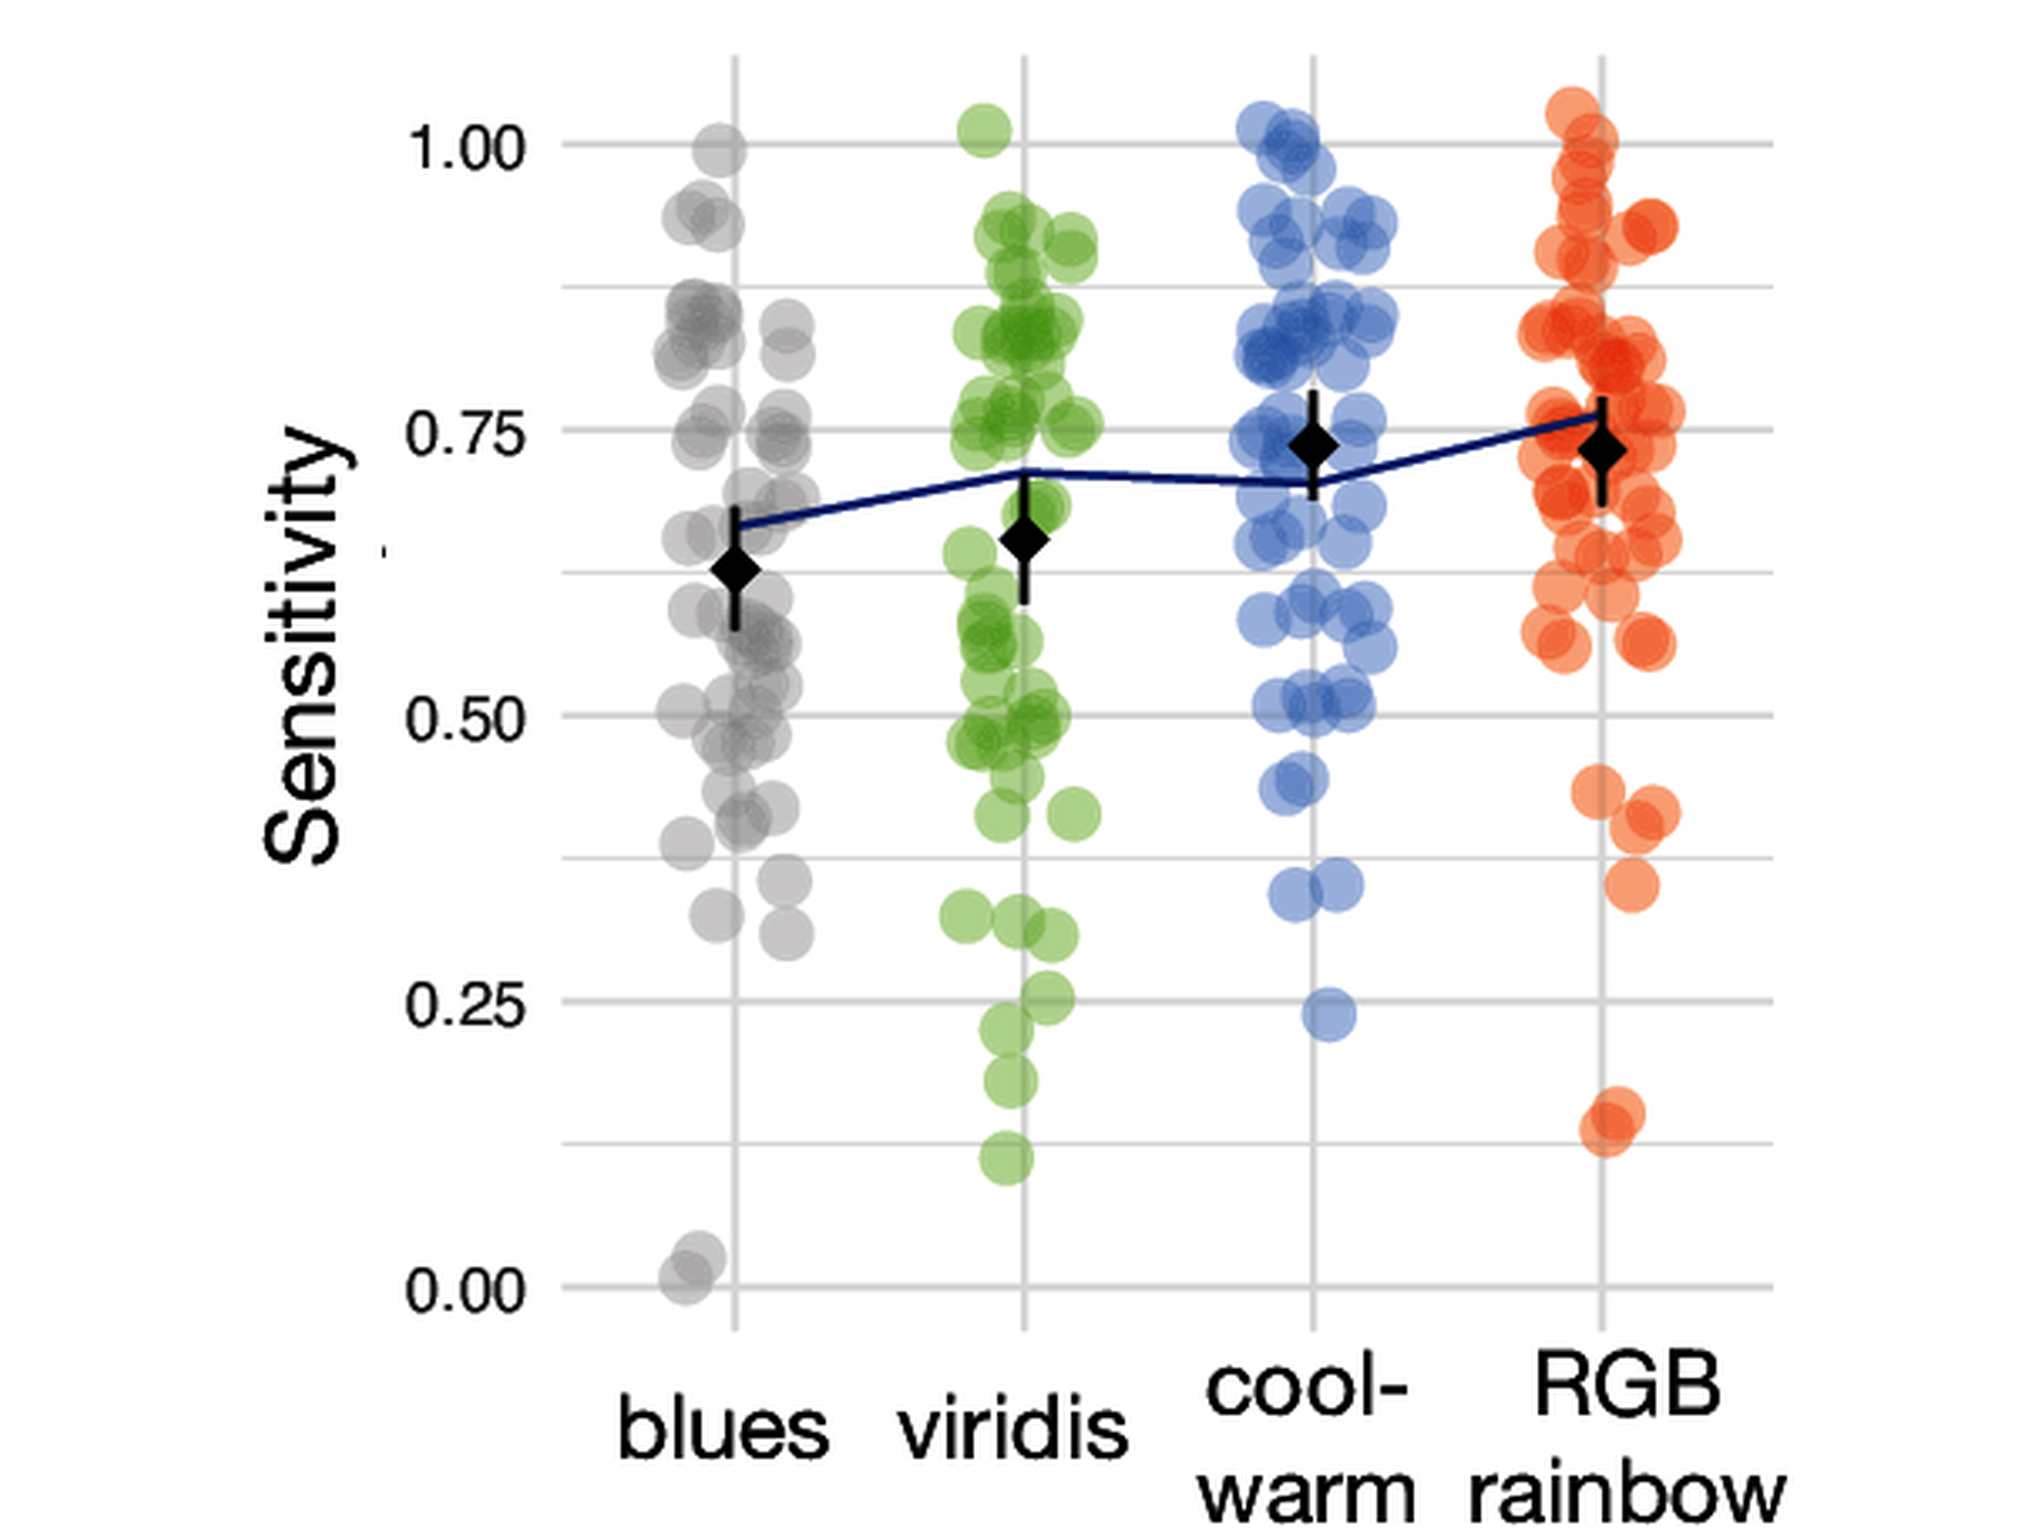 Sensitivity
1.00
0.75
0.50
0.25
0.00
blues
viridis
cool-
warm
RGB
rainbow